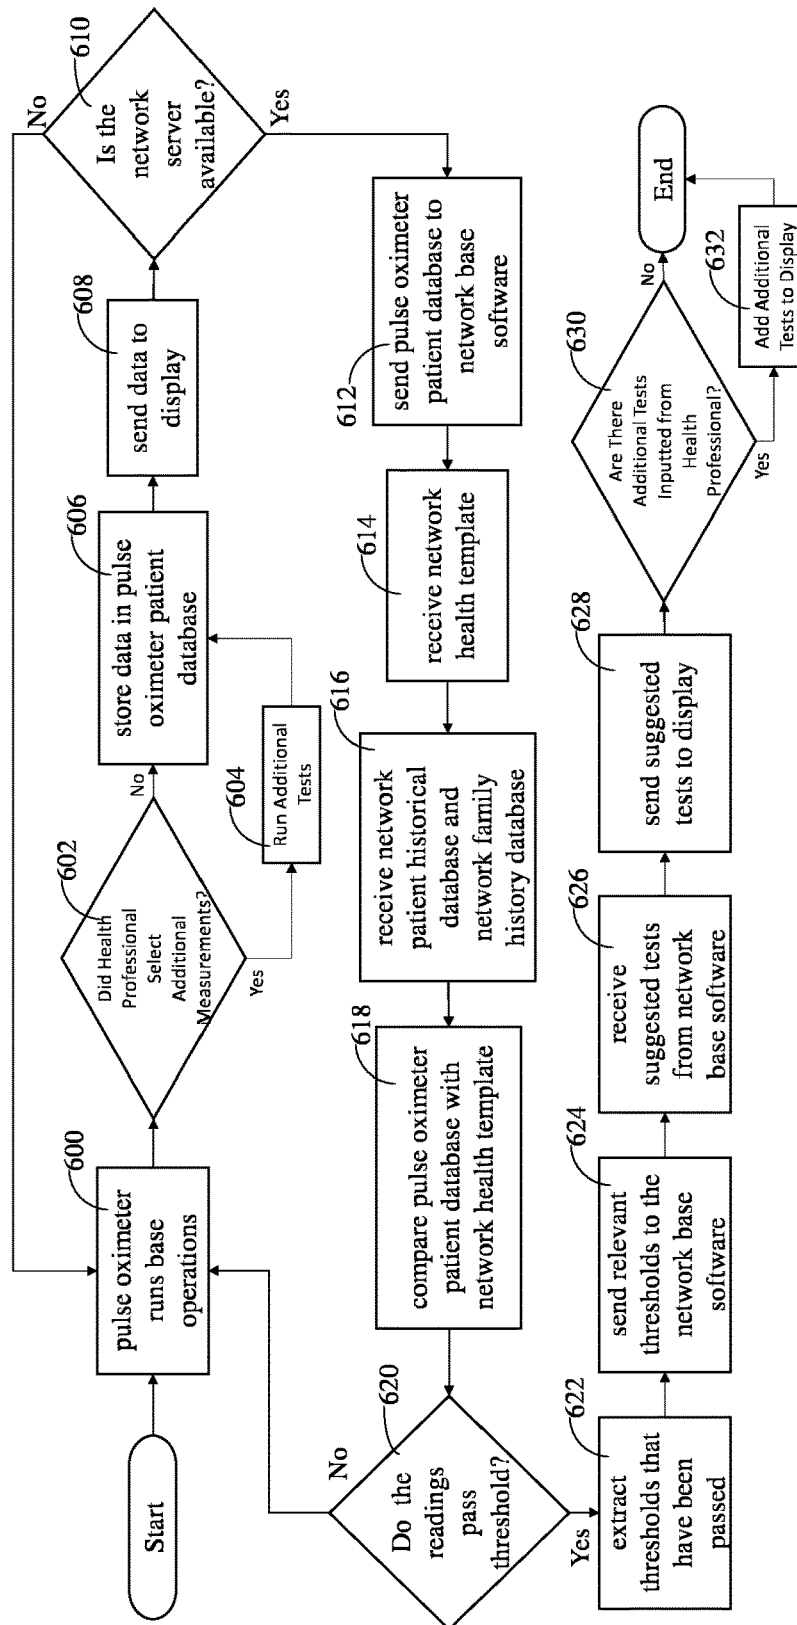 Start
600
pulse oximeter
runs base
operations
602
Did Health
Professional
Select
Additional
Measurements?
No
Yes
604
Run Additional
Tests
606
store data in pulse
oximeter patient
database
608
send data to
display
610
Is the
network
server
available?
No
Yes
612
send pulse oximeter
patient database to
network base
software
614
receive network
health template
616
receive network
patient historical
database and
network family
history database
618
compare pulse oximeter
patient database with
network health template
620
Do the
readings
pass
threshold?
No
Yes
622
extract
thresholds that
have been
passed
624
send relevant
thresholds to the
network base
software
626
receive
suggested tests
from network
base software
628
send suggested
tests to display
630
Are There
Additional Tests
Inputted from
Health
Professional?
No
Yes
632
Add Additional
Tests to Display
End